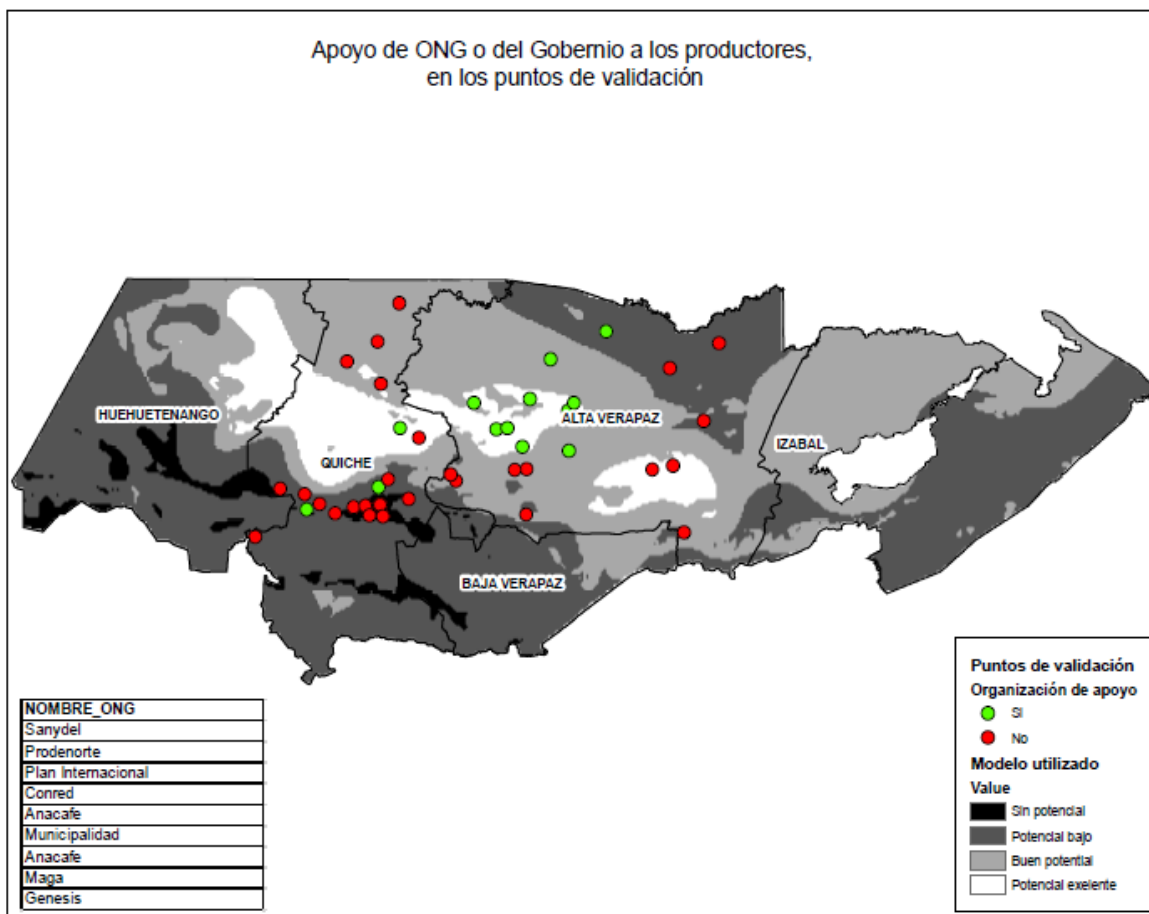 Apoyo de ONG o del Gobernio a los productores,
en los puntos de validación
HUEHUETENANGO
QUICHE
ALTA VERAPAZ
IZABAL
BAJA VERAPAZ
NOMBRE_ONG
Sanydel
Prodenorte
Plan Internacional
Conred
Anacafe
Municipalidad
Anacafe
Maga
Genesis
Puntos de validación
Organización de apoyo
SI
No
Modelo utilizado
Value
Sin potencial
Potencial bajo
Buen potential
Potencial exelente